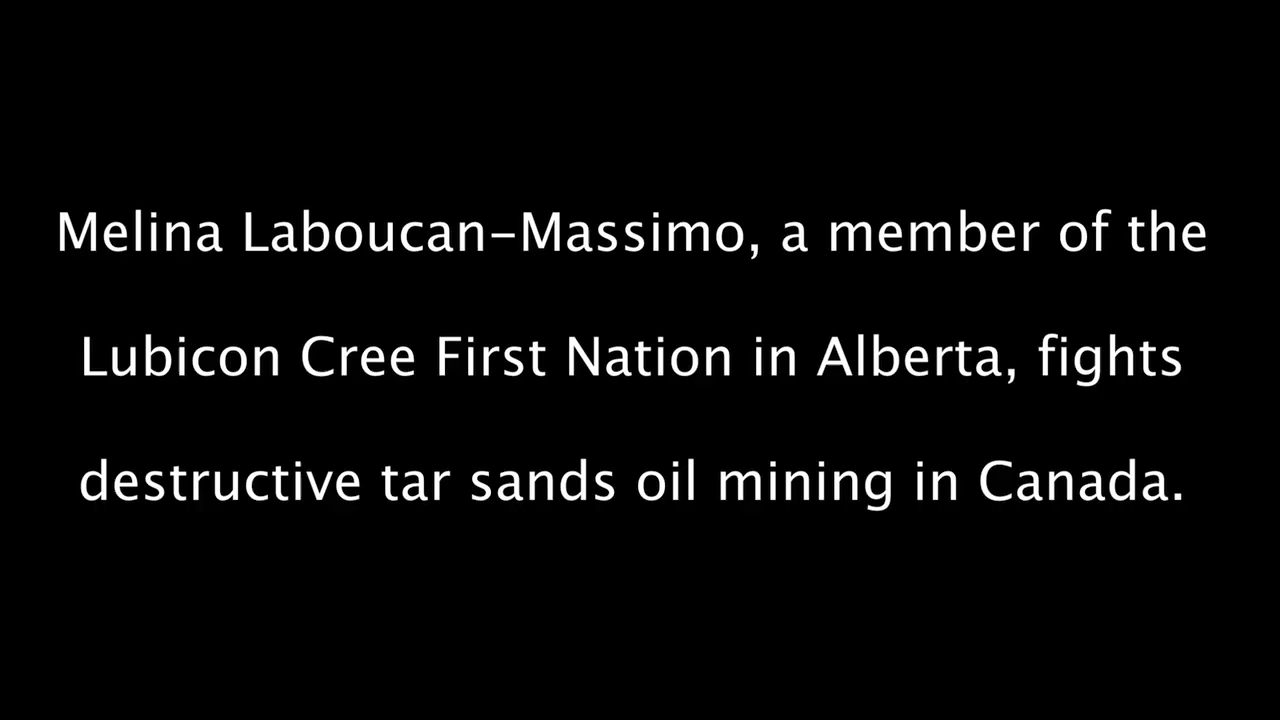 Melina Laboucan-Massimo, a member of the
Lubicon Cree First Nation in Alberta, fights
destructive tar sands oil mining in Canada.